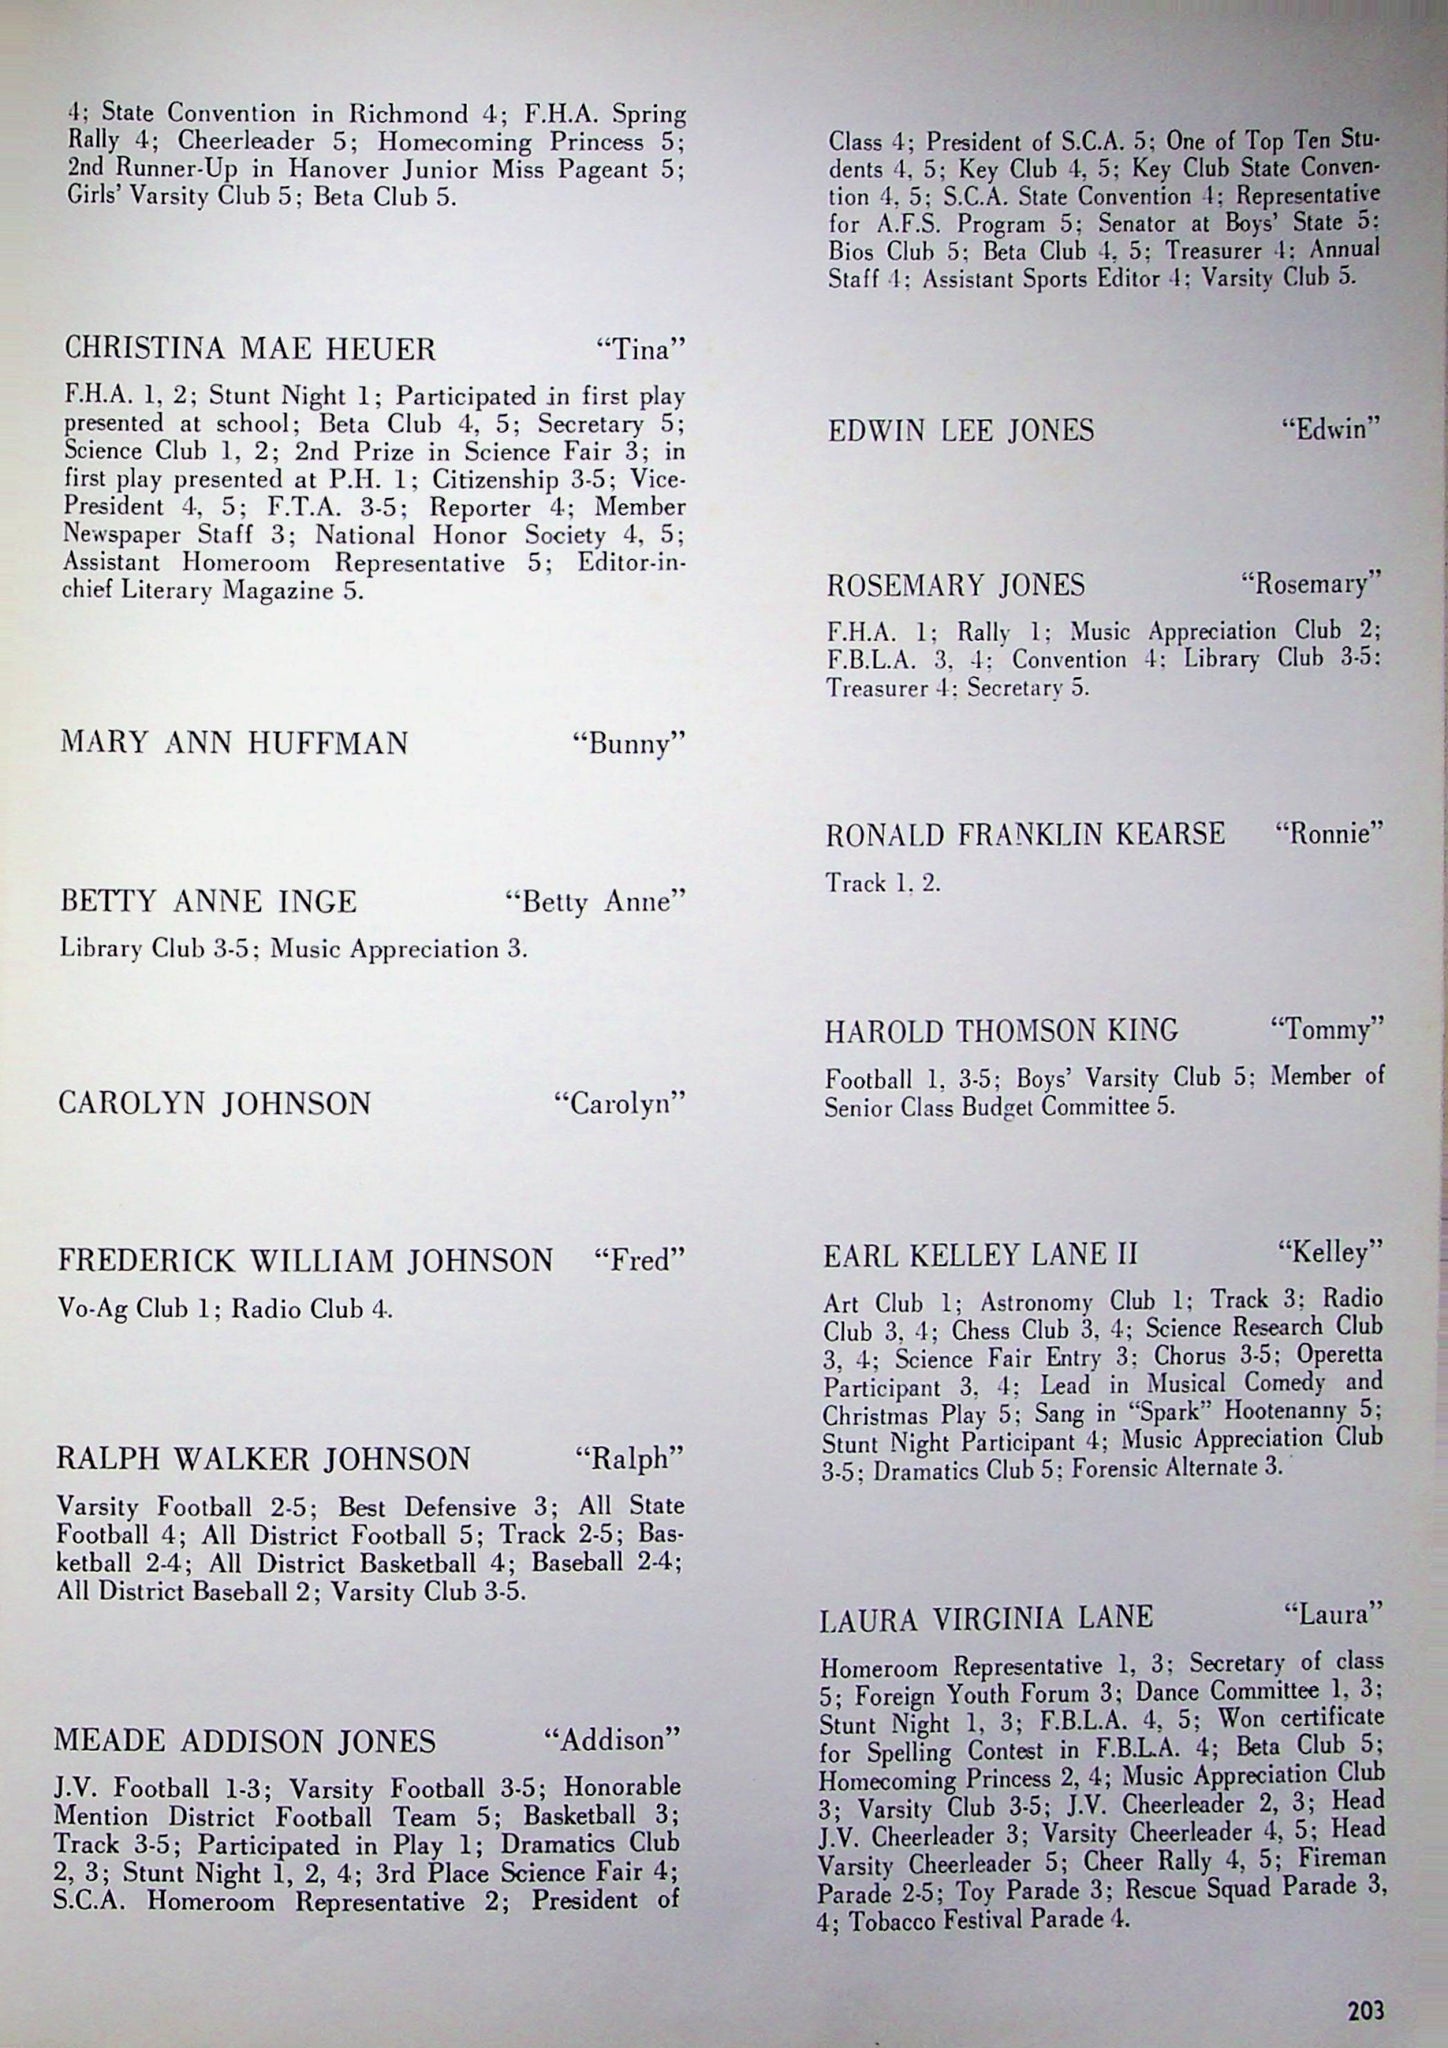 4; State Convention in Richmond 4; F.H.A. Spring
Rally 4; Cheerleader 5; Homecoming Princess 5;
2nd Runner-Up in Hanover Junior Miss Pageant 5;
Girls' Varsity Club 5; Beta Club 5.
CHRISTINA MAE HEUER "Tina"
F.H.A. 1, 2; Stunt Night 1; Participated in first play
presented at school; Beta Club 4, 5; Secretary 5;
Science Club 1, 2; 2nd Prize in Science Fair 3; in
first play presented at P.H. 1; Citizenship 3-5; Vice-
President 4, 5; F.T.A. 3-5; Reporter 4; Member
Newspaper Staff 3; National Honor Society 4, 5;
Assistant Homeroom Representative 5; Editor-in-
chief Literary Magazine 5.
MARY ANN HUFFMAN "Bunny"
BETTY ANNE INGE "Betty Anne"
Library Club 3-5; Music Appreciation 3.
CAROLYN JOHNSON "Carolyn"
FREDERICK WILLIAM JOHNSON "Fred"
Vo-Ag Club 1; Radio Club 4.
RALPH WALKER JOHNSON "Ralph"
Varsity Football 2-5; Best Defensive 3; All State
Football 4; All District Football 5; Track 2-5; Bas-
ketball 2-4; All District Basketball 4; Baseball 2-4;
All District Baseball 2; Varsity Club 3-5.
MEADE ADDISON JONES "Addison"
J.V. Football 1-3; Varsity Football 3-5; Honorable
Mention District Football Team 5; Basketball 3;
Track 3-5; Participated in Play 1; Dramatics Club
2, 3; Stunt Night 1, 2, 4; 3rd Place Science Fair 4;
S.C.A. Homeroom Representative 2; President of
Class 4; President of S.C.A. 5; One of Top Ten Stu-
dents 4, 5; Key Club 4, 5; Key Club State Conven-
tion 4, 5; S.C.A. State Convention 4; Representative
for A.F.S. Program 5; Senator at Boys' State 5;
Bios Club 5; Beta Club 4, 5; Treasurer 4; Annual
Staff 4; Assistant Sports Editor 4; Varsity Club 5.
EDWIN LEE JONES "Edwin"
ROSEMARY JONES "Rosemary"
F.H.A. 1; Rally 1; Music Appreciation Club 2;
F.B.L.A. 3, 4; Convention 4; Library Club 3-5;
Treasurer 4; Secretary 5.
RONALD FRANKLIN KEARSE "Ronnie"
Track 1, 2.
HAROLD THOMSON KING "Tommy"
Football 1, 3-5; Boys' Varsity Club 5; Member of
Senior Class Budget Committee 5.
EARL KELLEY LANE II "Kelley"
Art Club 1; Astronomy Club 1; Track 3; Radio
Club 3, 4; Chess Club 3, 4; Science Research Club
3, 4; Science Fair Entry 3; Chorus 3-5; Operetta
Participant 3, 4; Lead in Musical Comedy and
Christmas Play 5; Sang in "Spark" Hootenanny 5;
Stunt Night Participant 4; Music Appreciation Club
3-5; Dramatics Club 5; Forensic Alternate 3.
LAURA VIRGINIA LANE "Laura"
Homeroom Representative 1, 3; Secretary of class
5; Foreign Youth Forum 3; Dance Committee 1, 3;
Stunt Night 1, 3; F.B.L.A. 4, 5; Won certificate
for Spelling Contest in F.B.L.A. 4; Beta Club 5;
Homecoming Princess 2, 4; Music Appreciation Club
3; Varsity Club 3-5; J.V. Cheerleader 2, 3; Head
J.V. Cheerleader 3; Varsity Cheerleader 4, 5; Head
Varsity Cheerleader 5; Cheer Rally 4, 5; Fireman
Parade 2-5; Toy Parade 3; Rescue Squad Parade 3,
4; Tobacco Festival Parade 4.
203